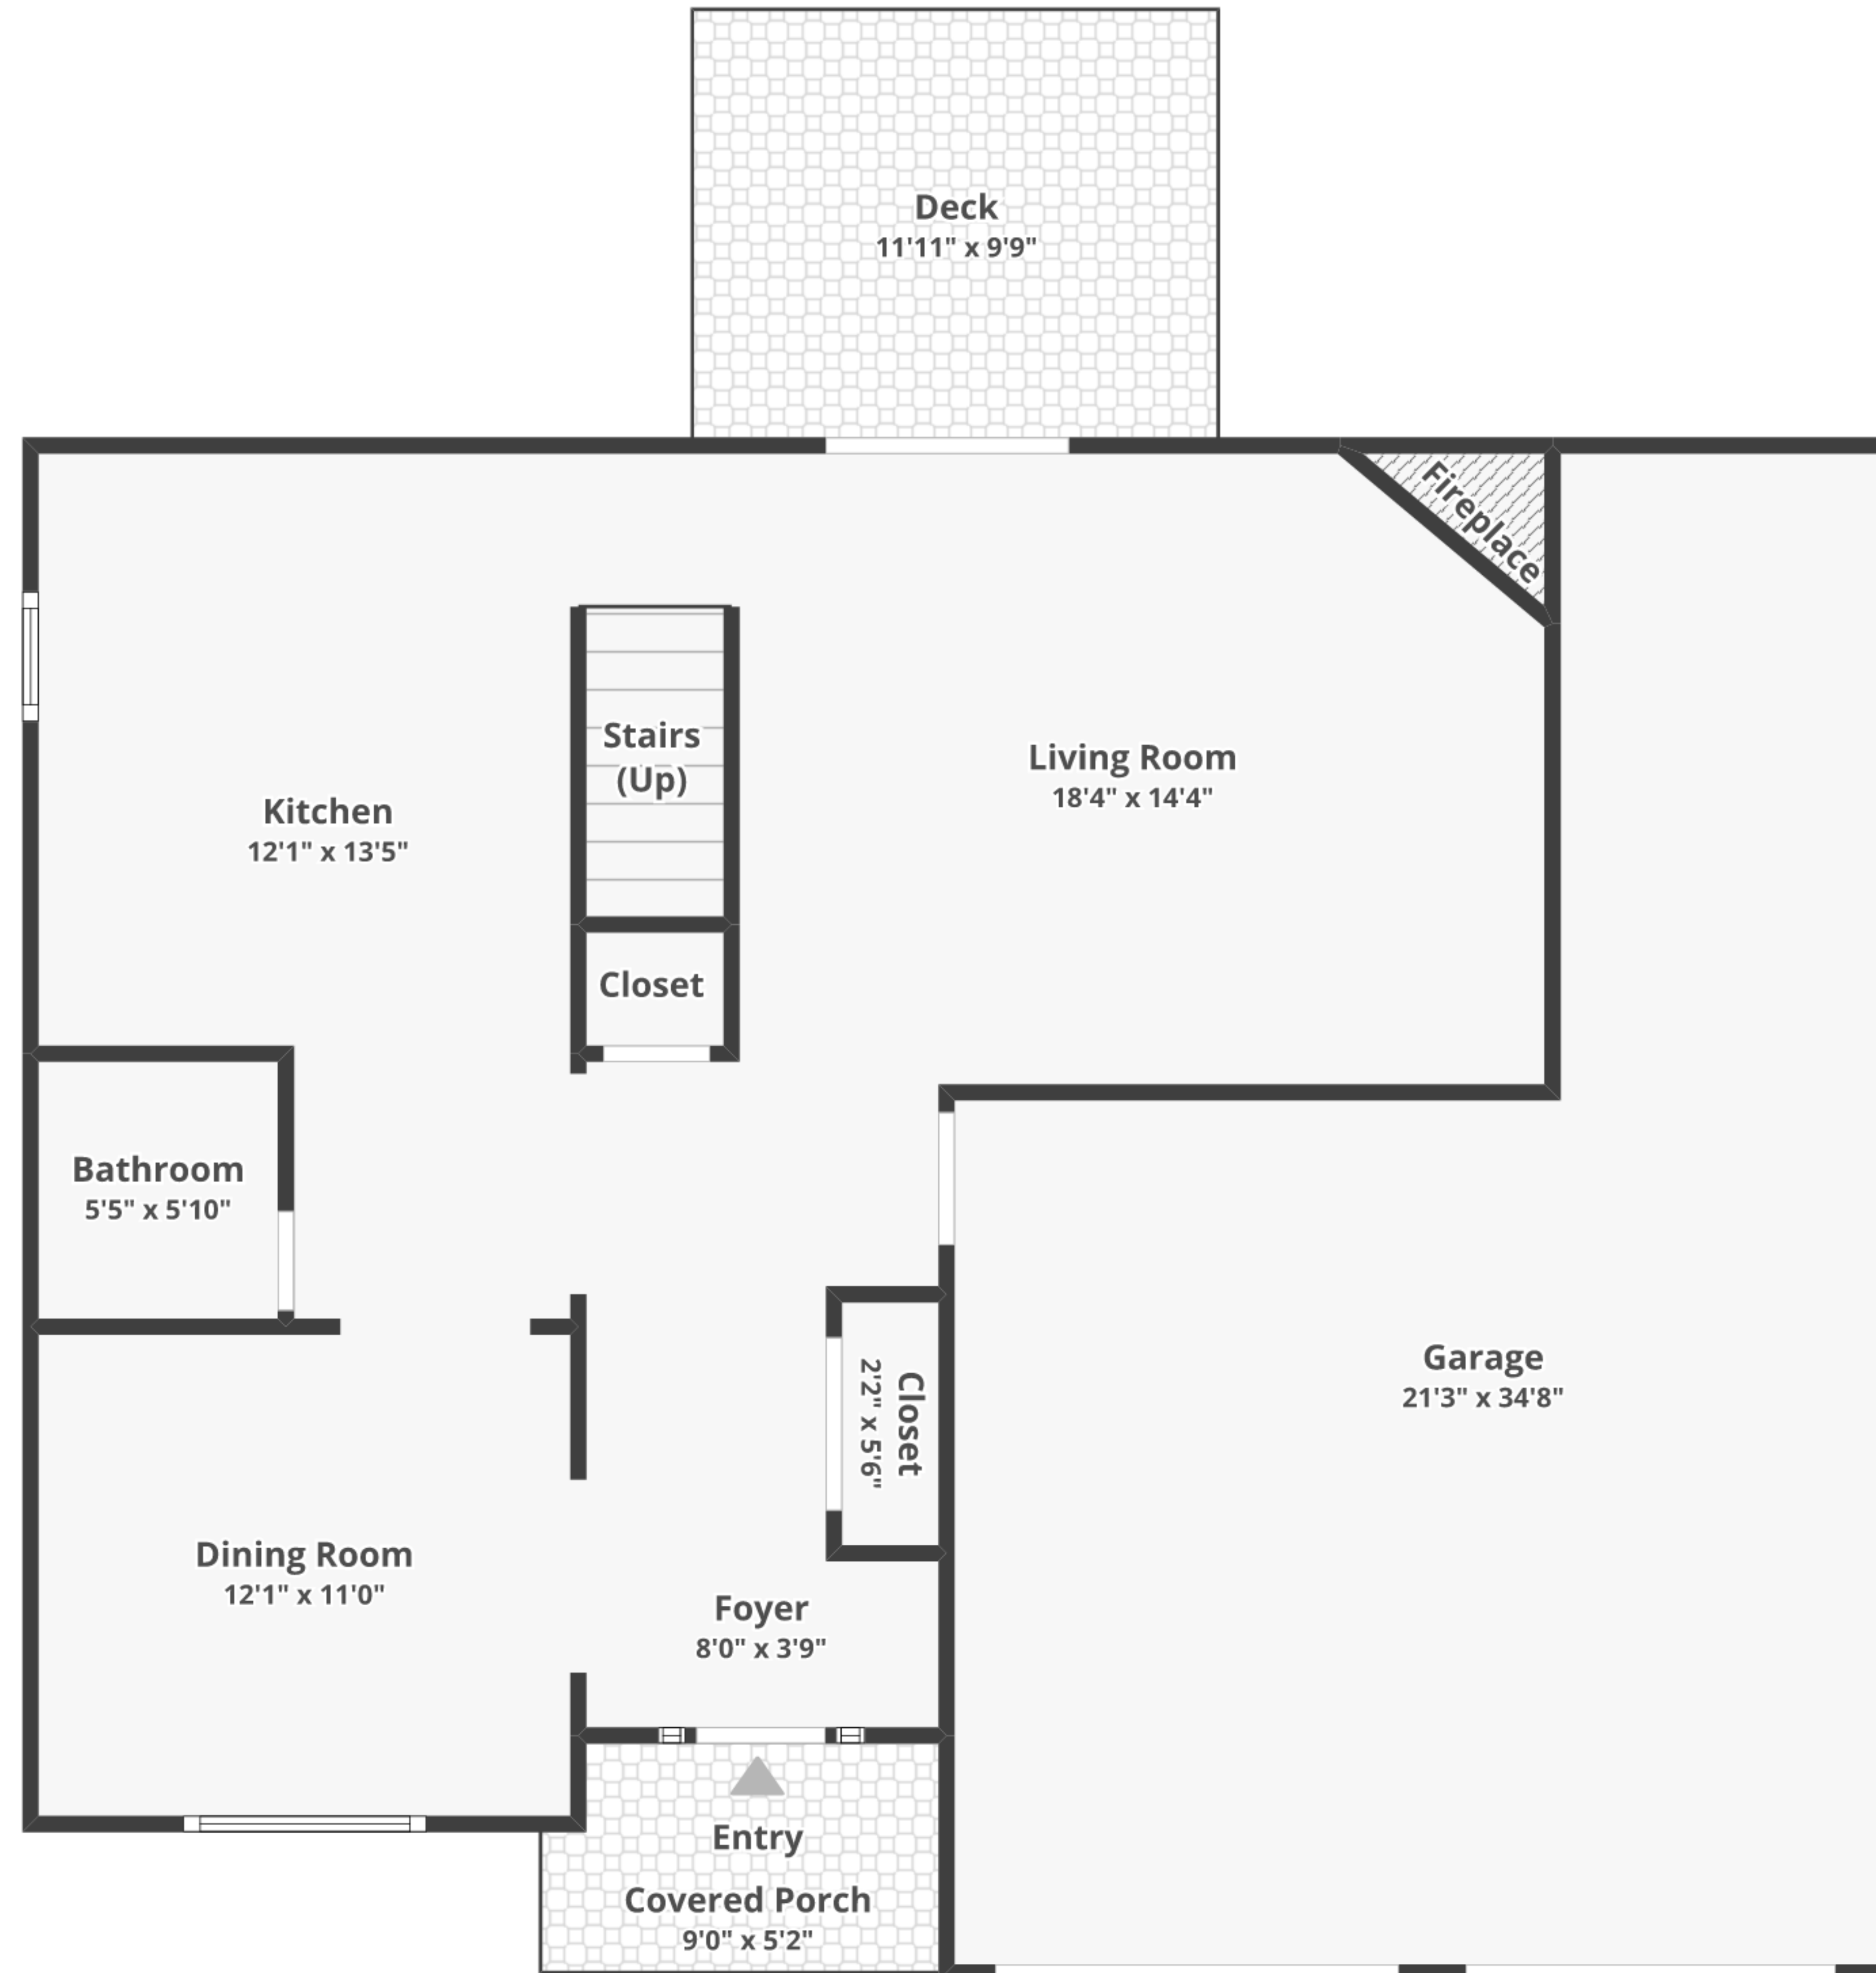 Deck
11'11" x 9'9"
Fireplace
Stairs
(Up)
Living Room
18'4" x 14'4"
Kitchen
12'1" x 13'5"
Closet
Bathroom
5'5" x 5'10"
Garage
21'3" x 34'8"
Closet
2'2" x 5'6"
Dining Room
12'1" x 11'0"
Foyer
8'0" x 3'9"
Entry
Covered Porch
9'0" x 5'2"